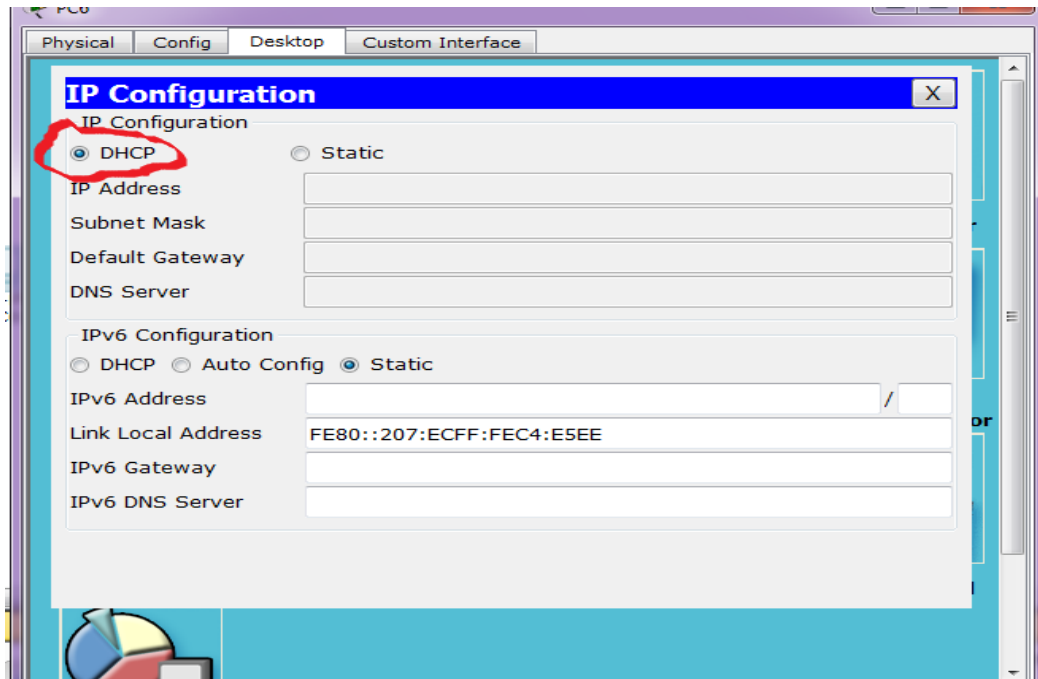 PC6
Physical Config Desktop Custom Interface
IP Configuration X
IP Configuration
DHCP Static
IP Address
Subnet Mask
Default Gateway
DNS Server
IPv6 Configuration
DHCP Auto Config Static
IPv6 Address /
Link Local Address FE80::207:ECFF:FEC4:E5EE
IPv6 Gateway
IPv6 DNS Server
or